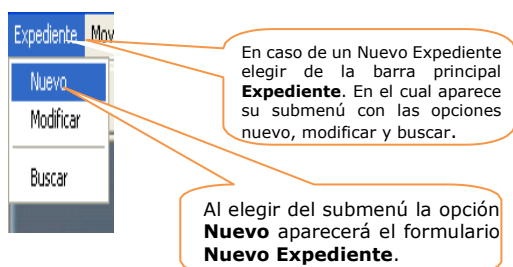 Expediente Mov
Nuevo
Modificar
Buscar
En caso de un Nuevo Expediente
elegir de la barra principal
Expediente. En el cual aparece
su submenú con las opciones
nuevo, modificar y buscar.
Al elegir del submenú la opción
Nuevo aparecerá el formulario
Nuevo Expediente.